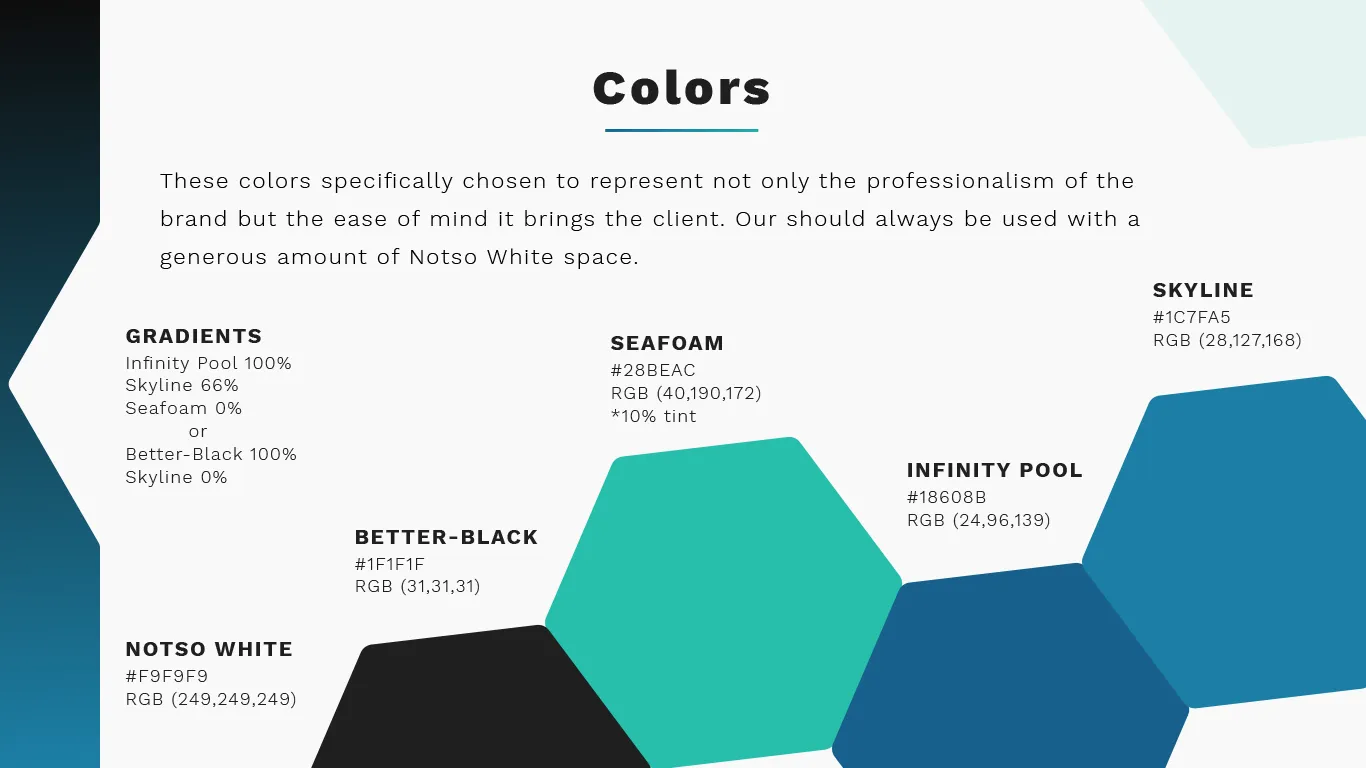 Colors
These colors specifically chosen to represent not only the professionalism of the
brand but the ease of mind it brings the client. Our should always be used with a
generous amount of Notso White space.
GRADIENTS
Infinity Pool 100%
Skyline 66%
Seafoam 0%
or
Better-Black 100%
Skyline 0%
NOTSO WHITE
#F9F9F9
RGB (249,249,249)
BETTER-BLACK
#1F1F1F
RGB (31,31,31)
SEAFOAM
#28BEAC
RGB (40,190,172)
*10% tint
INFINITY POOL
#18608B
RGB (24,96,139)
SKYLINE
#1C7FA5
RGB (28,127,168)